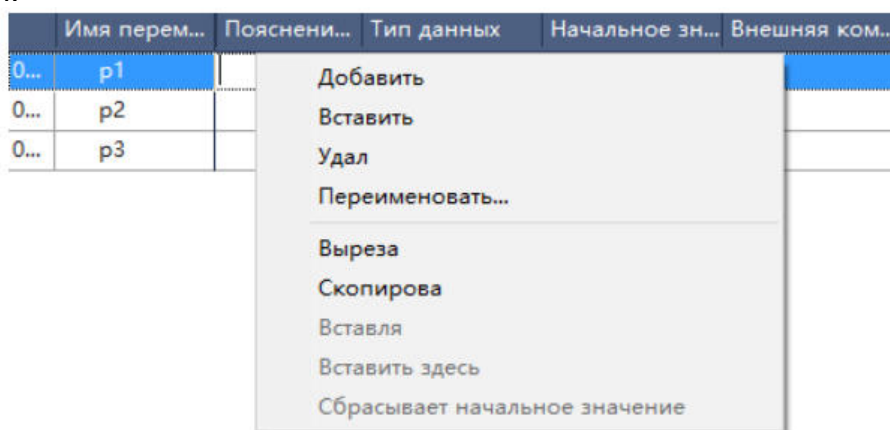 Имя перем... Пояснени... Тип данных Начальное зн... Внешняя ком...
0... p1
0... p2
0... p3
Добавить
Вставить
Удал
Переименовать...
Выреза
Скопирова
Вставля
Вставить здесь
Сбрасывает начальное значение